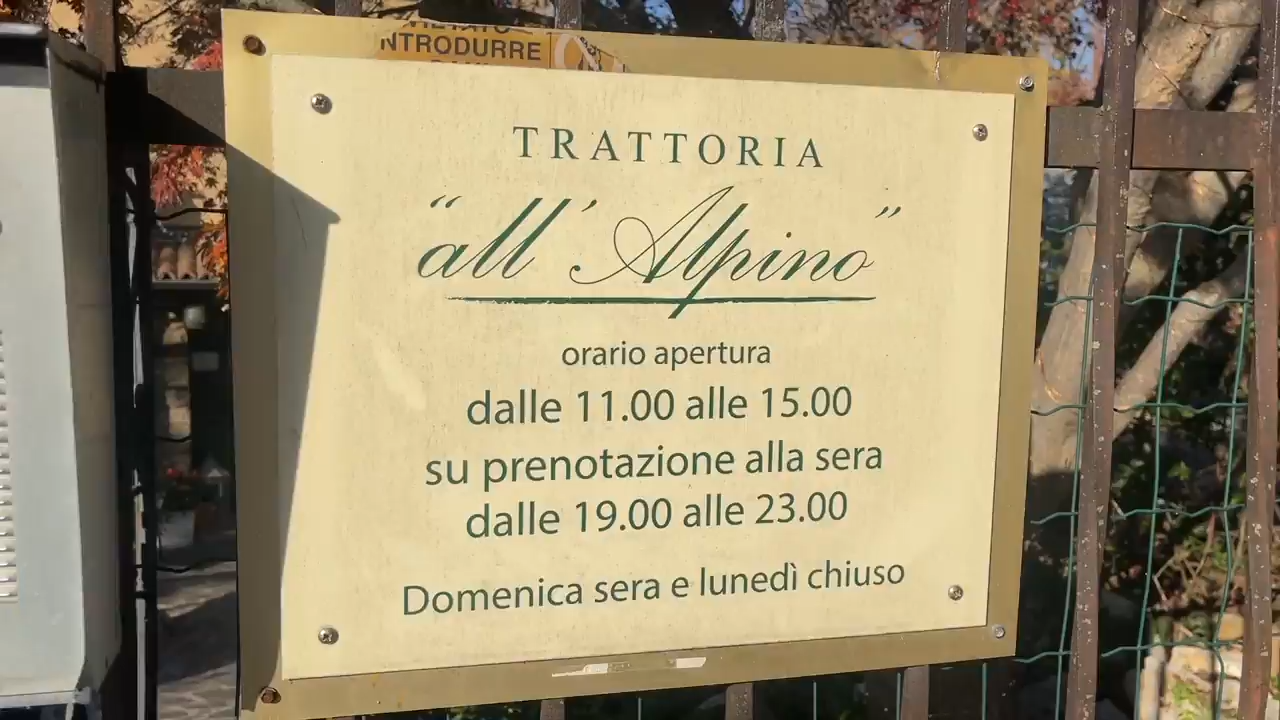 NTRODURRE
TRATTORIA
“all’ Alpino”
orario apertura
dalle 11.00 alle 15.00
su prenotazione alla sera
dalle 19.00 alle 23.00
Domenica sera e lunedì chiuso